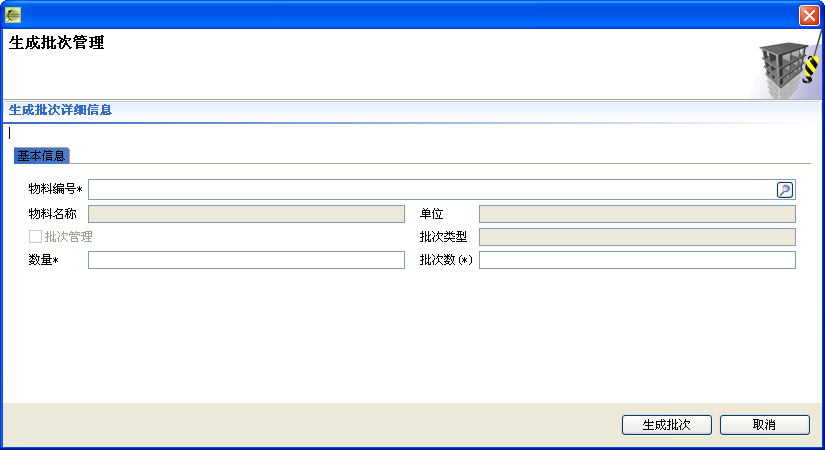 生成批次管理
生成批次详细信息
基本信息
物料编号*
物料名称 单位
批次管理 批次类型
数量* 批次数(*)
生成批次 取消